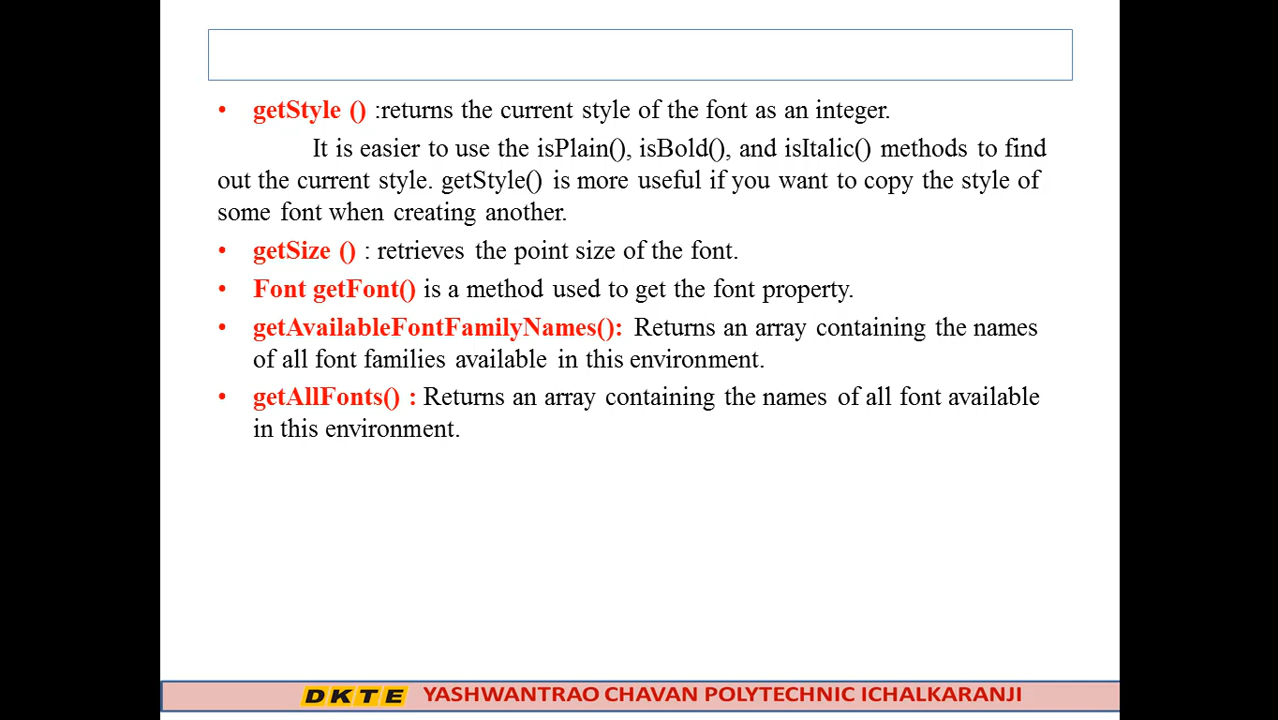 • getStyle () :returns the current style of the font as an integer.
It is easier to use the isPlain(), isBold(), and isItalic() methods to find
out the current style. getStyle() is more useful if you want to copy the style of
some font when creating another.
• getSize () : retrieves the point size of the font.
• Font getFont() is a method used to get the font property.
• getAvailableFontFamilyNames(): Returns an array containing the names
of all font families available in this environment.
• getAllFonts() : Returns an array containing the names of all font available
in this environment.
DKTE YASHWANTRAO CHAVAN POLYTECHNIC ICHALKARANJI